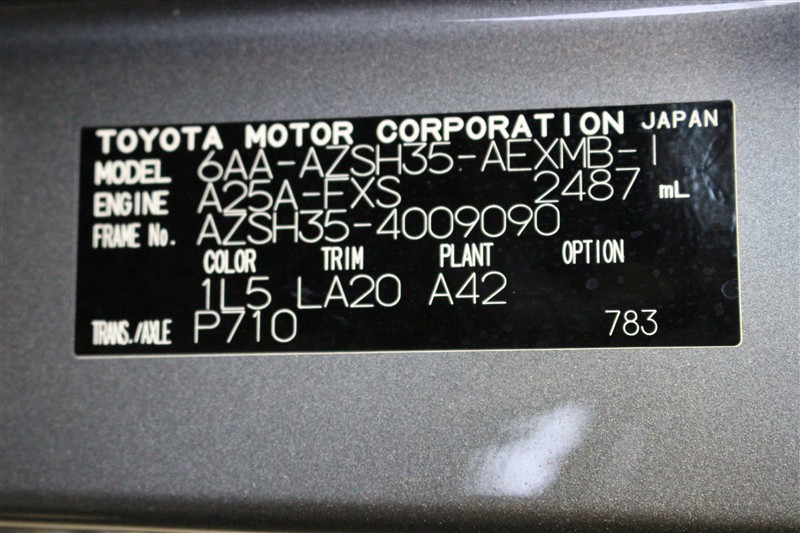 TOYOTA MOTOR CORPORATION JAPAN
MODEL 6AA-AZSH35-AEXMB-I
ENGINE A25A-FXS 2487 mL
FRAME No. AZSH35-4009090
COLOR TRIM PLANT OPTION
1L5 LA20 A42
TRANS./AXLE P710 783